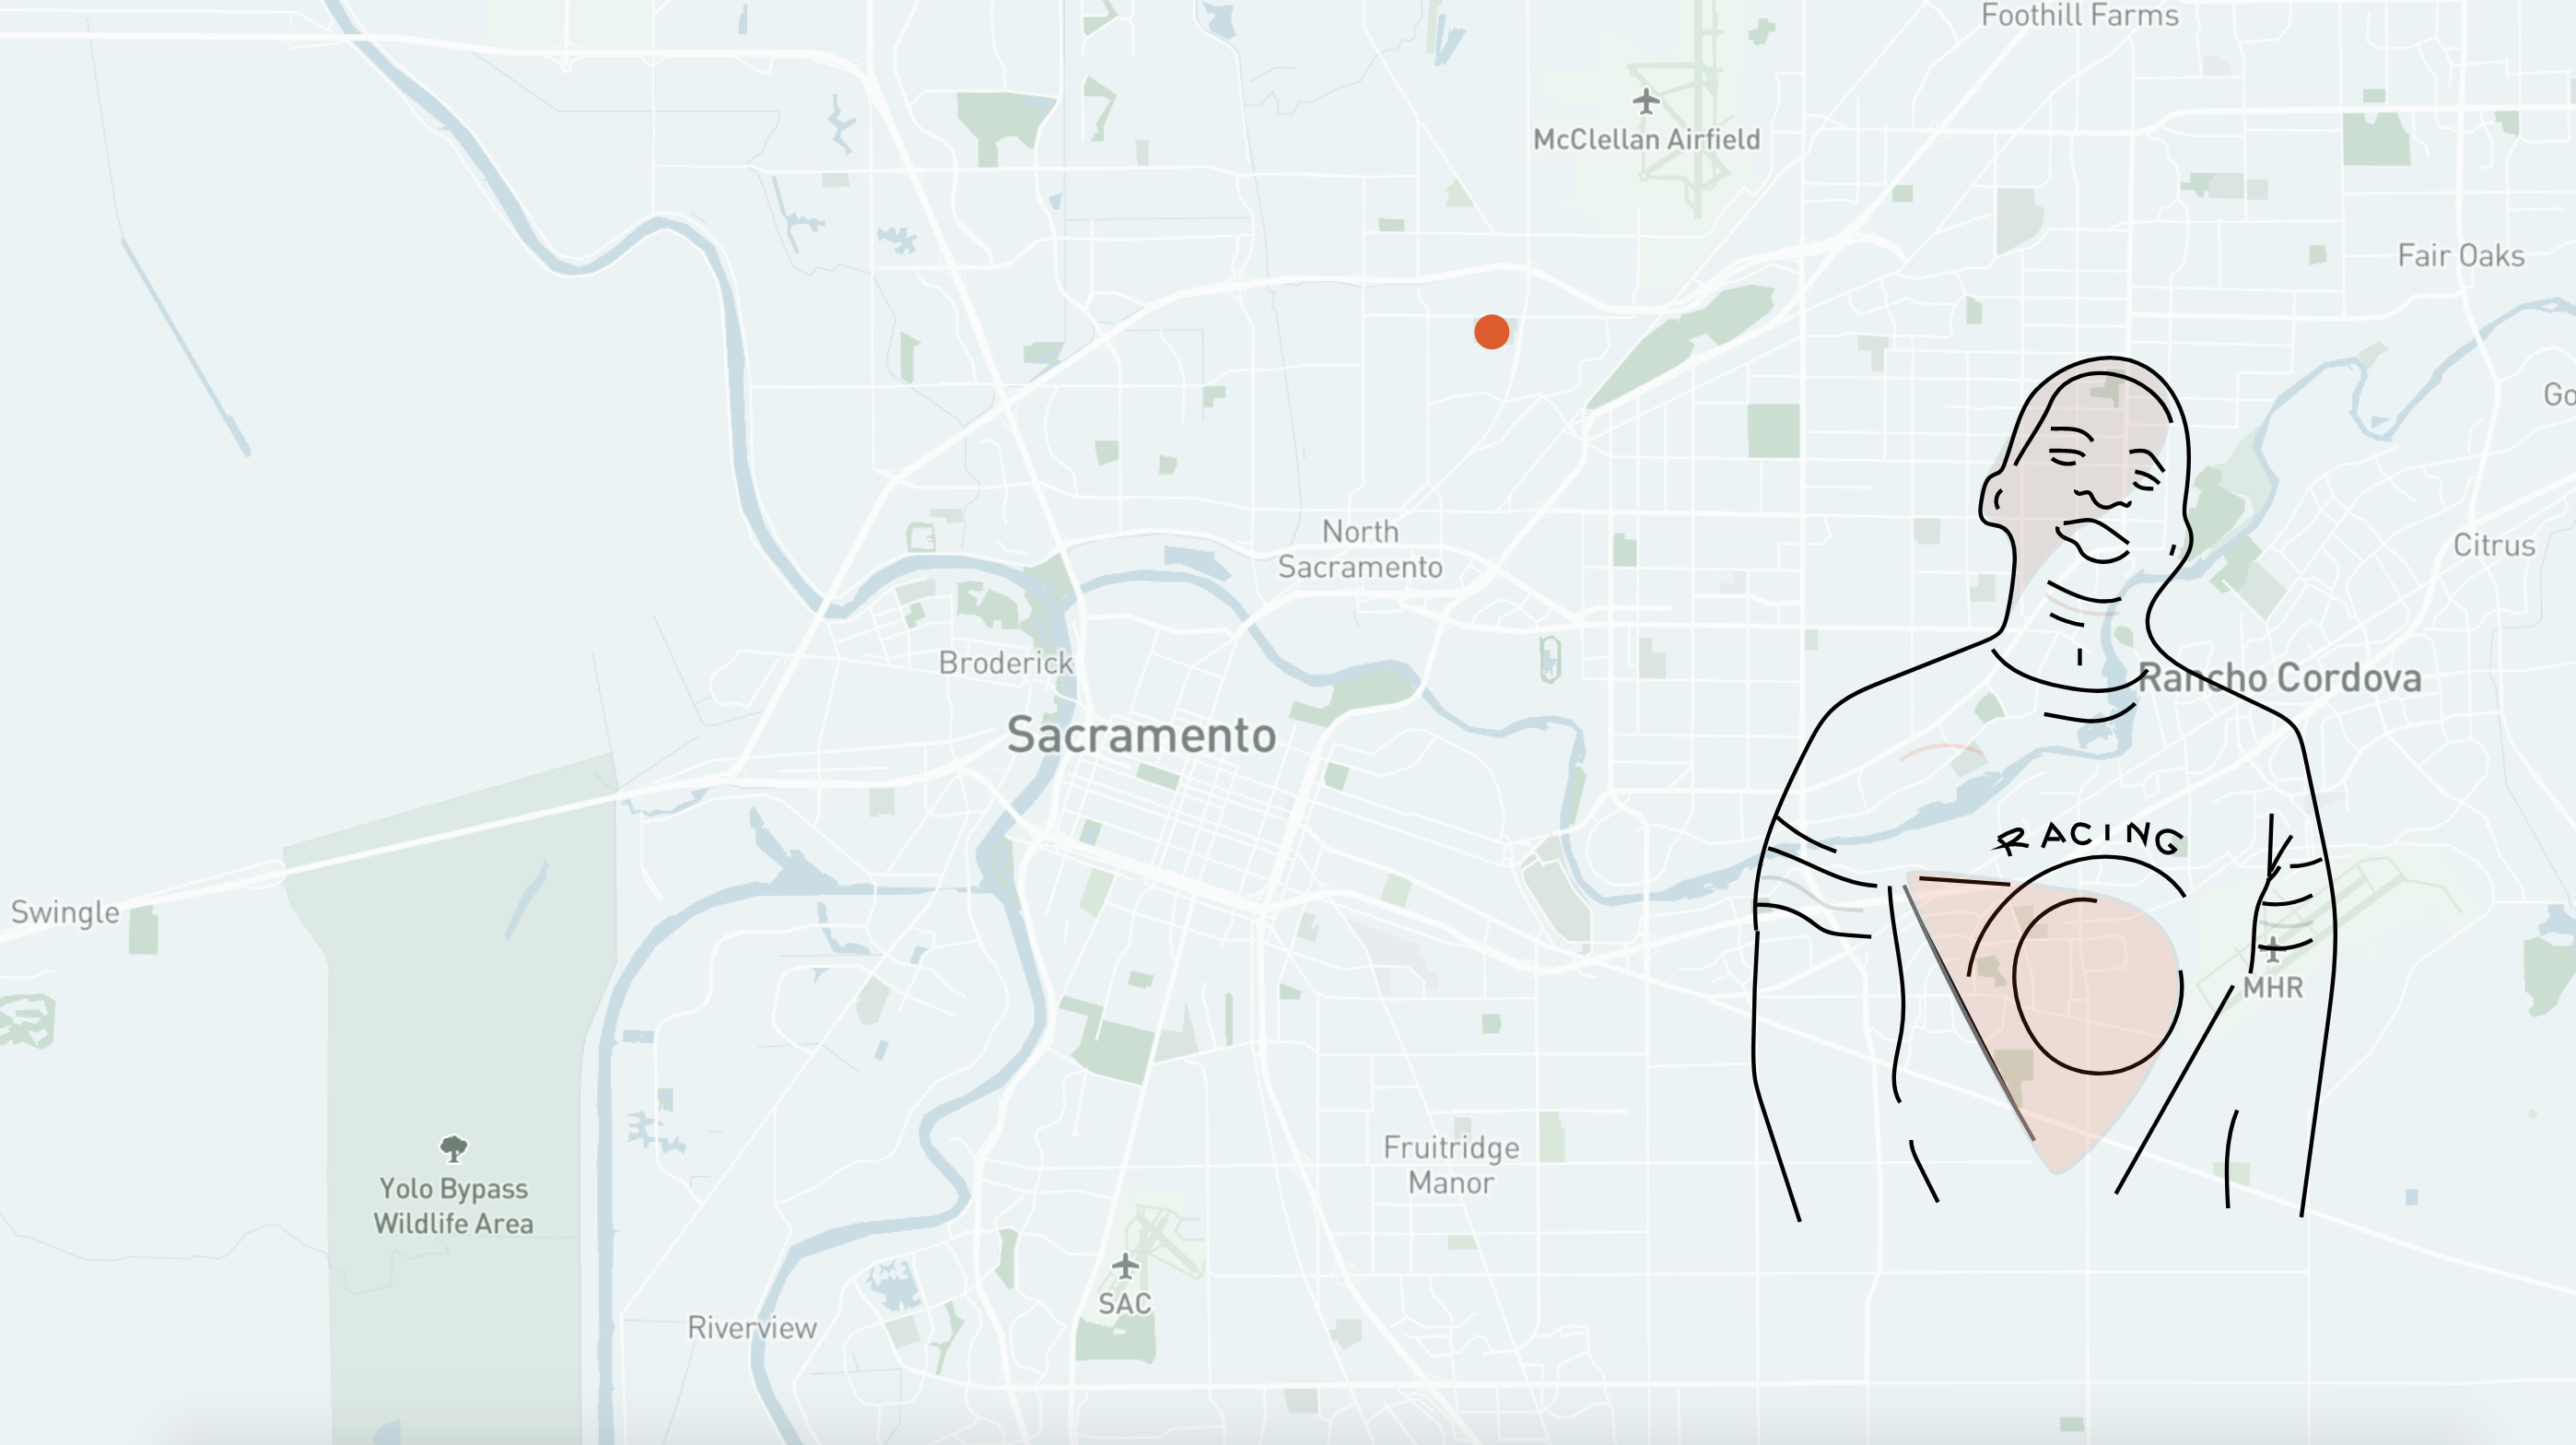 Foothill Farms
McClellan Airfield
Fair Oaks
North
Sacramento
Citrus
Broderick
Rancho Cordova
Sacramento
RACING
Swingle
MHR
Fruitridge
Manor
Yolo Bypass
Wildlife Area
SAC
Riverview